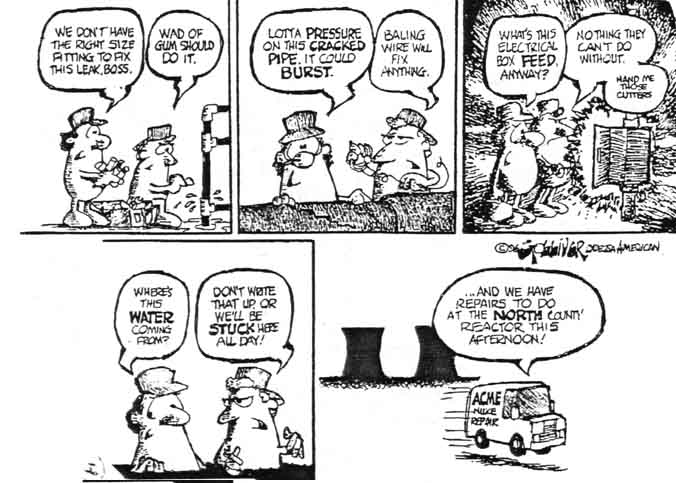 WE DON'T HAVE
THE RIGHT SIZE
FITTING TO FIX
THIS LEAK, BOSS.
WAD OF
GUM SHOULD
DO IT.
LOTTA PRESSURE
ON THIS CRACKED
PIPE. IT COULD
BURST.
BALING
WIRE WILL
FIX
ANYTHING.
WHAT'S THIS
ELECTRICAL
BOX FEED,
ANYWAY?
NOTHING THEY
CAN'T DO
WITHOUT.
HAND ME
THOSE
CUTTERS
ODESSA AMERICAN
WHERE'S
THIS
WATER
COMING
FROM?
DON'T WRITE
THAT UP, OR
WE'LL BE
STUCK HERE
ALL DAY!
...AND WE HAVE
REPAIRS TO DO
AT THE NORTH COUNTY
REACTOR THIS
AFTERNOON!
ACME
NUKE
REPAIR